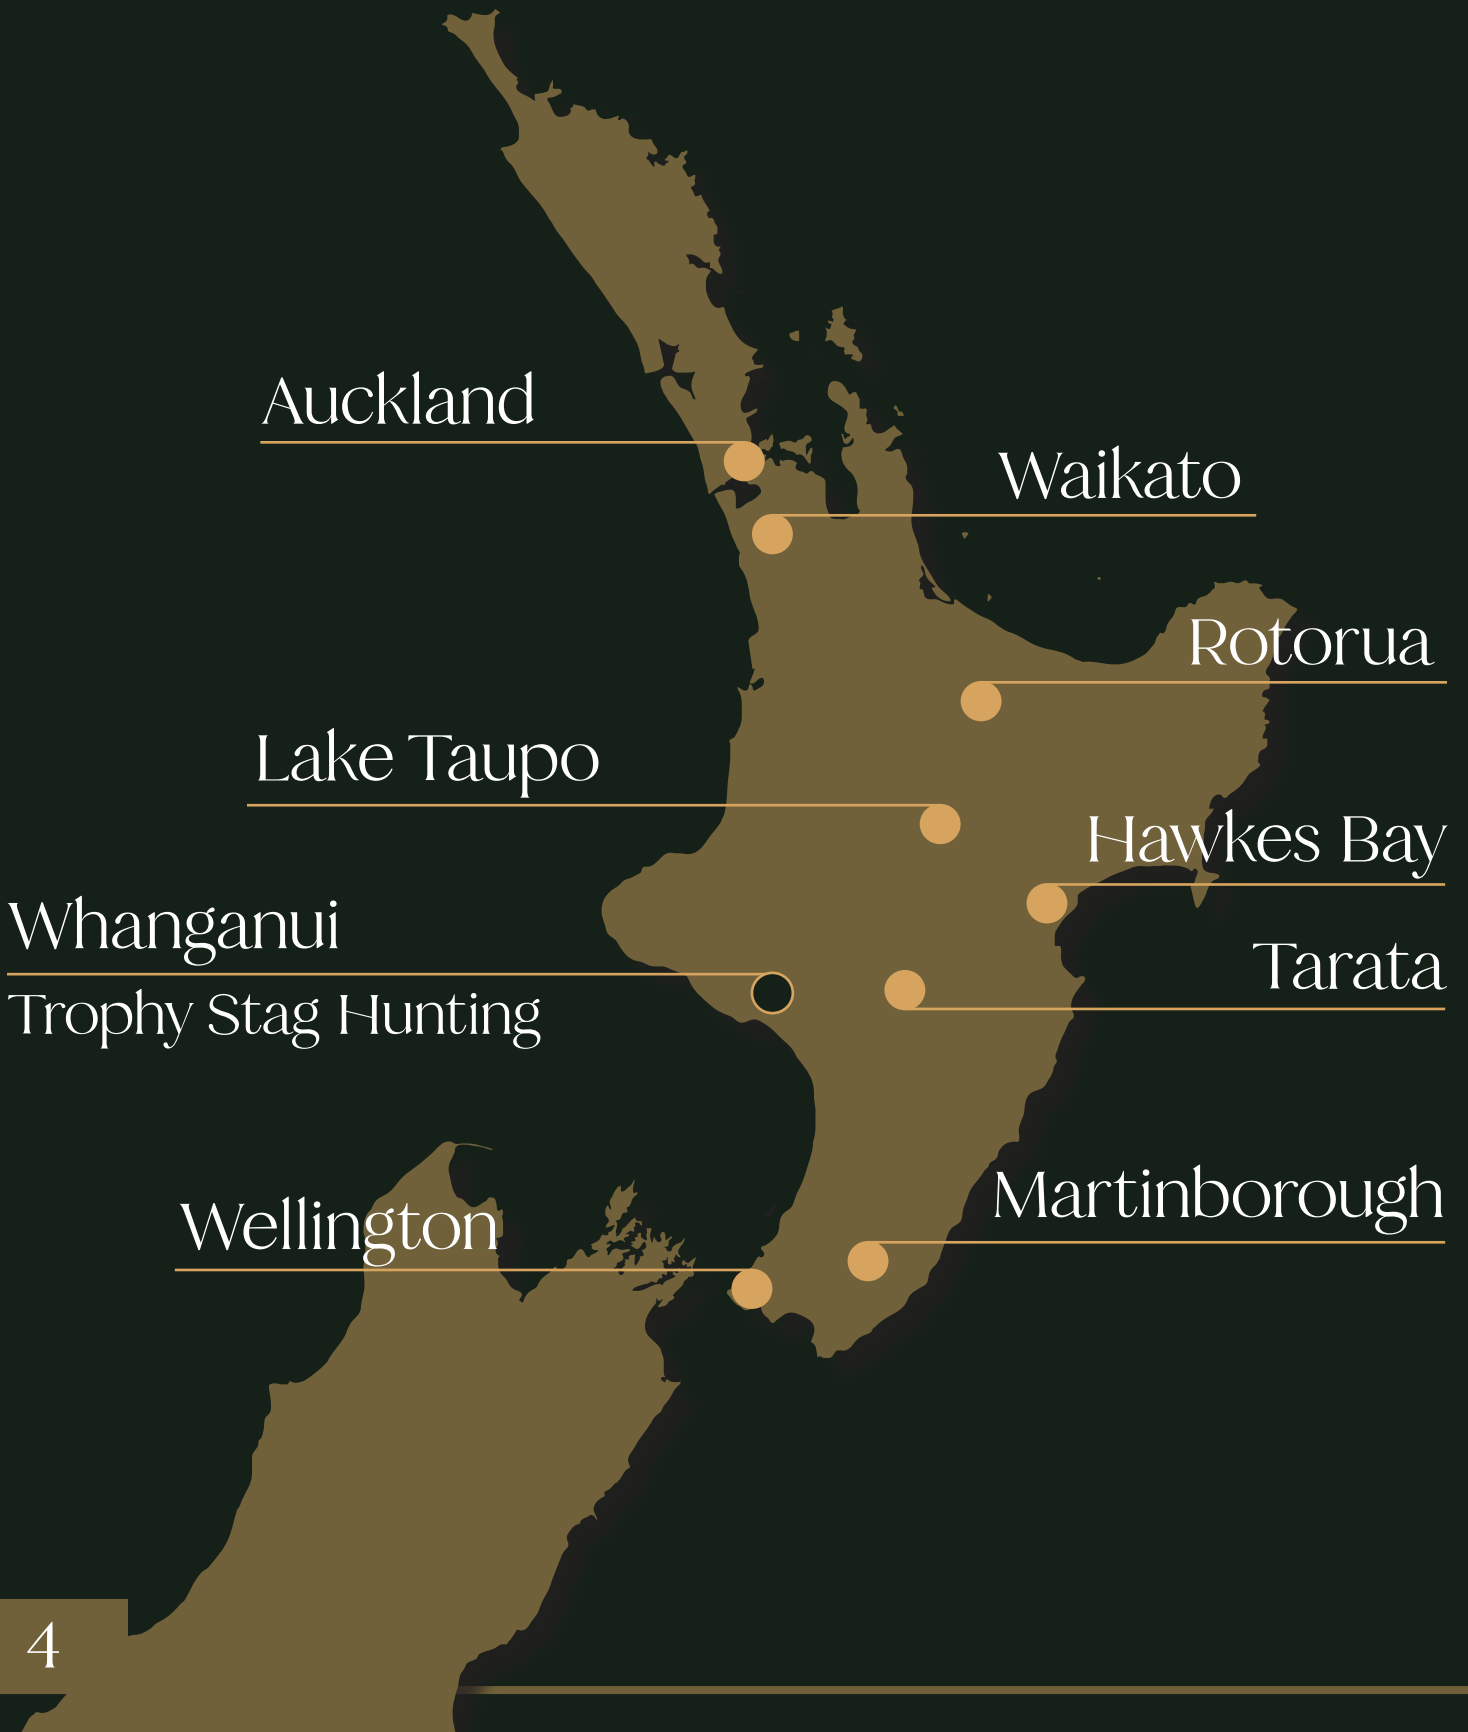 Auckland
Waikato
Rotorua
Lake Taupo
Hawkes Bay
Whanganui
Tarata
Trophy Stag Hunting
Martinborough
Wellington
4